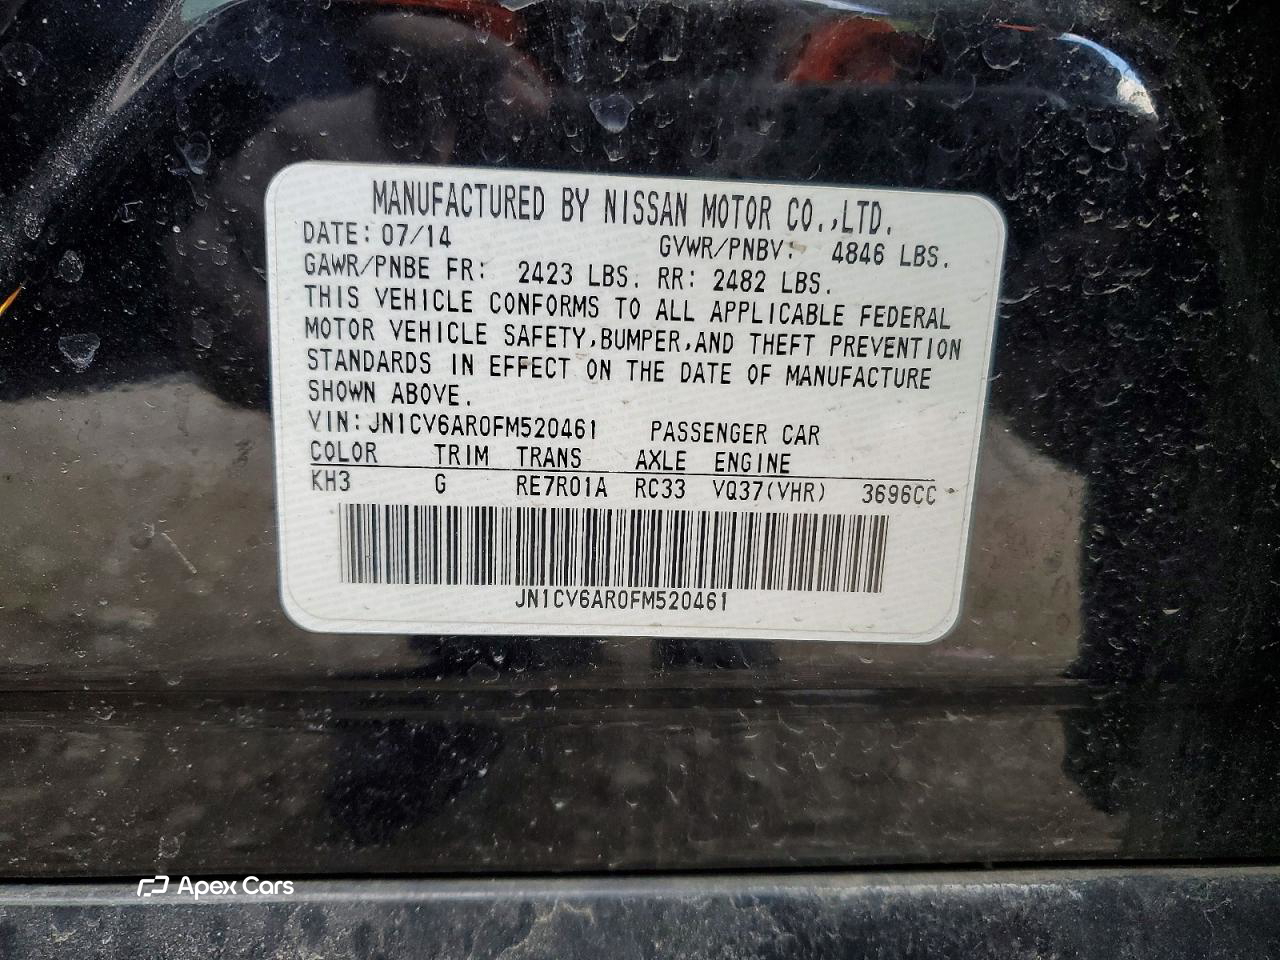 MANUFACTURED BY NISSAN MOTOR CO.,LTD.
DATE: 07/14 GVWR/PNBV: 4846 LBS.
GAWR/PNBE FR: 2423 LBS. RR: 2482 LBS.
THIS VEHICLE CONFORMS TO ALL APPLICABLE FEDERAL
MOTOR VEHICLE SAFETY,BUMPER,AND THEFT PREVENTION
STANDARDS IN EFFECT ON THE DATE OF MANUFACTURE
SHOWN ABOVE.
VIN: JN1CV6AR0FM520461 PASSENGER CAR
COLOR TRIM TRANS AXLE ENGINE
KH3 G RE7R01A RC33 VQ37(VHR) 3696CC
JN1CV6AR0FM520461
Apex Cars